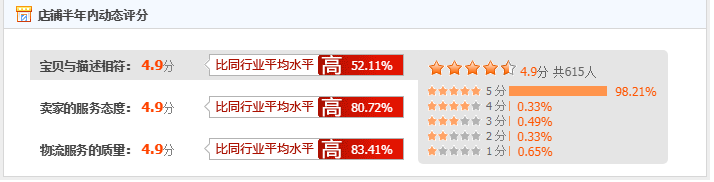 店铺半年内动态评分
宝贝与描述相符：4.9分 比同行业平均水平 高 52.11%
卖家的服务态度：4.9分 比同行业平均水平 高 80.72%
物流服务的质量：4.9分 比同行业平均水平 高 83.41%
4.9分 共615人
5 分 98.21%
4 分 0.33%
3 分 0.49%
2 分 0.33%
1 分 0.65%